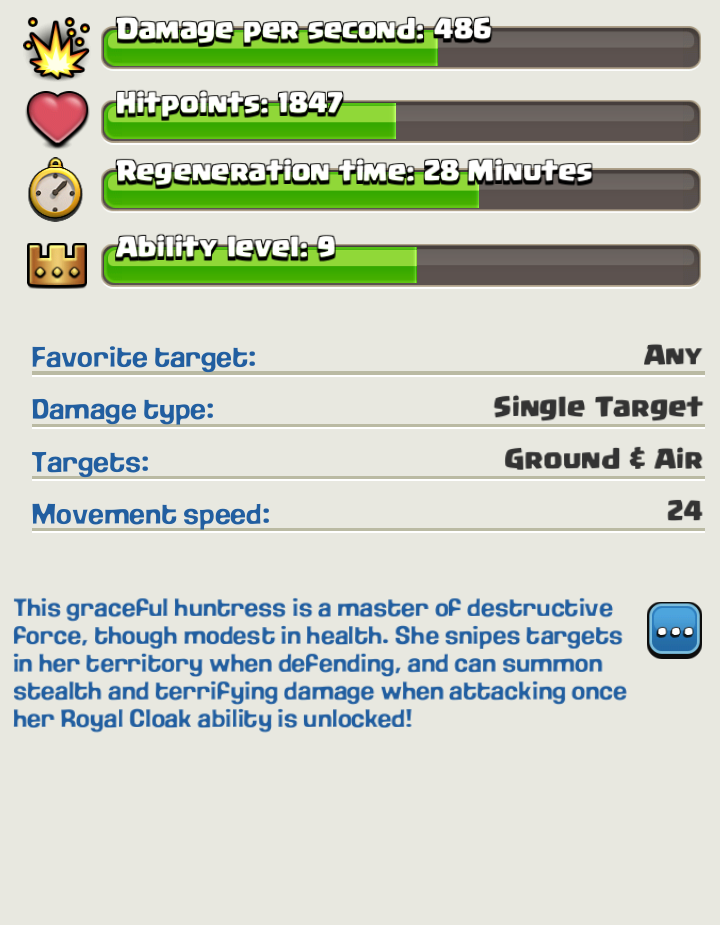 Damage per second: 486
Hitpoints: 1847
Regeneration time: 28 Minutes
Ability level: 9
Favorite target: Any
Damage type: Single Target
Targets: Ground & Air
Movement speed: 24
This graceful huntress is a master of destructive
force, though modest in health. She snipes targets
in her territory when defending, and can summon
stealth and terrifying damage when attacking once
her Royal Cloak ability is unlocked!